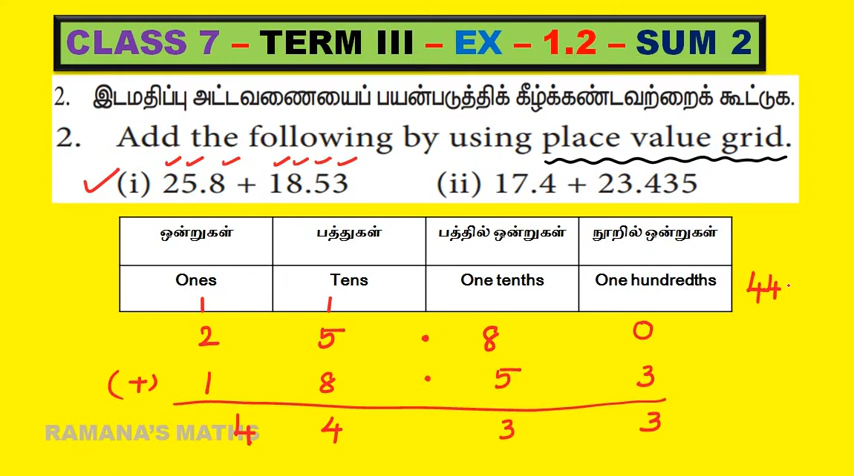 CLASS 7 – TERM III – EX – 1.2 – SUM 2
2. இடமதிப்பு அட்டவணையைப் பயன்படுத்திக் கீழ்க்கண்டவற்றைக் கூட்டுக.
2. Add the following by using place value grid.
(i) 25.8 + 18.53 (ii) 17.4 + 23.435
ஒன்றுகள் பத்துகள் பத்தில் ஒன்றுகள் நூறில் ஒன்றுகள்
Ones Tens One tenths One hundredths 44.
1 1
2 5 . 8 0
(+) 1 8 . 5 3
4 4 3 3
RAMANA'S MATHS